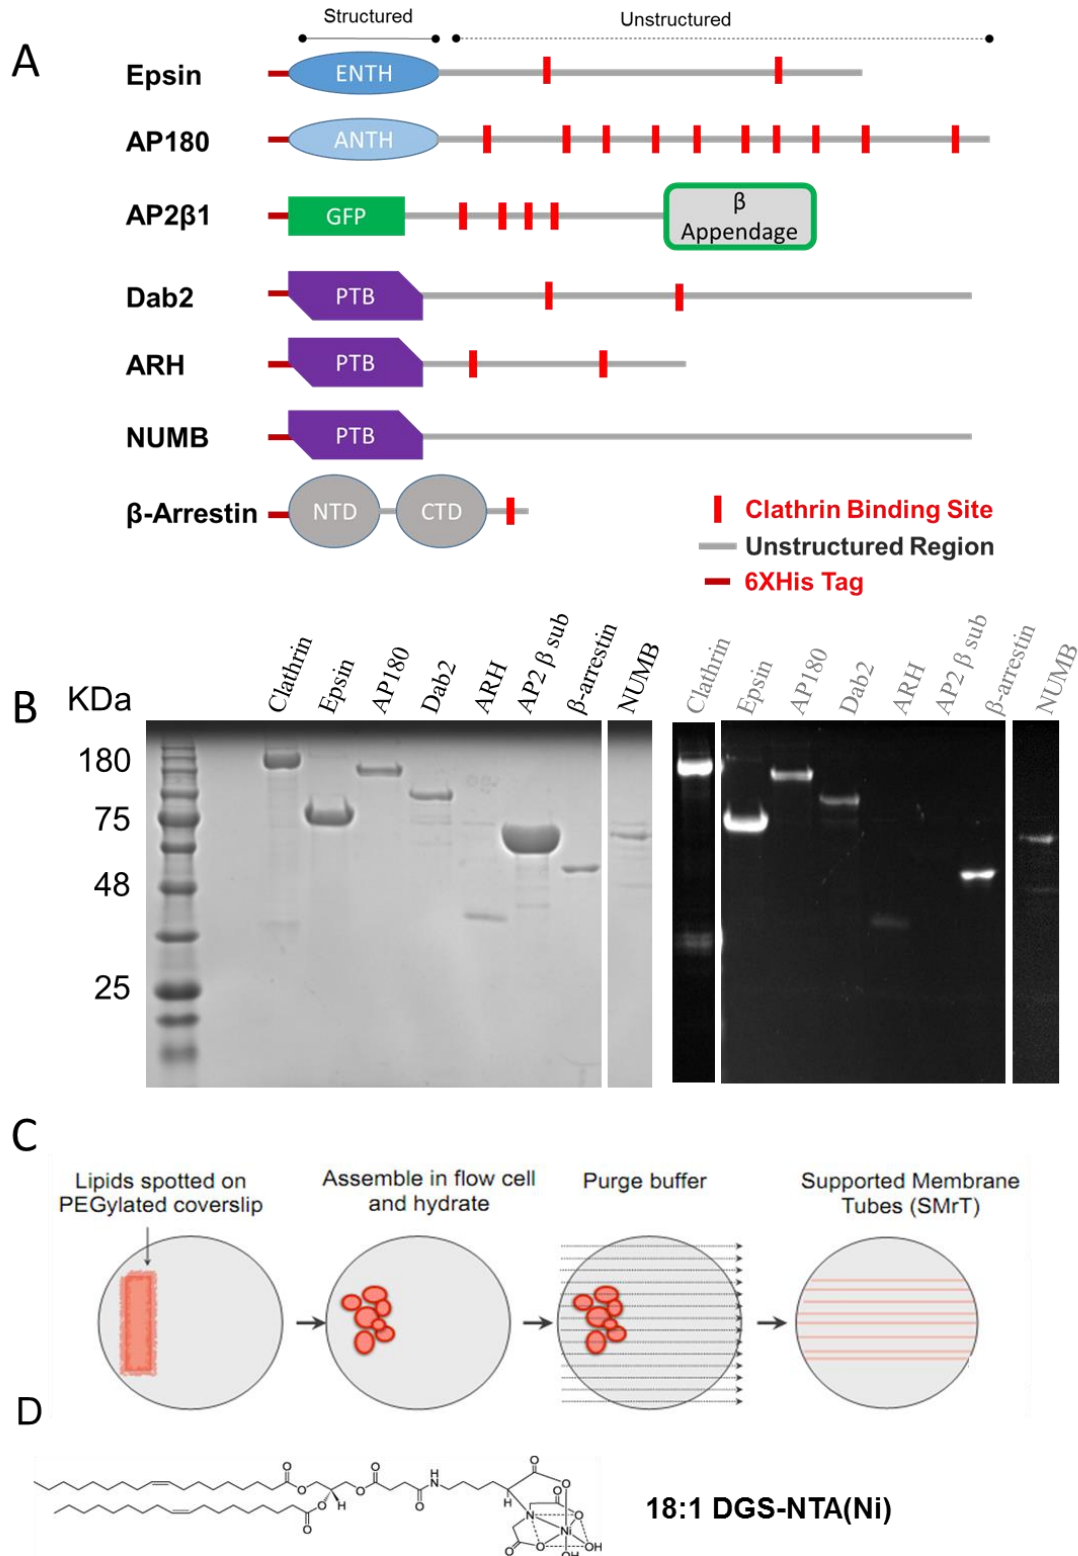 Structured
Unstructured
A
Epsin
ENTH
AP180
ANTH
AP2β1
GFP
β
Appendage
Dab2
PTB
ARH
PTB
NUMB
PTB
β-Arrestin
NTD
CTD
Clathrin Binding Site
Unstructured Region
6XHis Tag
B
KDa
Clathrin
Epsin
AP180
Dab2
ARH
AP2 β sub
β-arrestin
NUMB
Clathrin
Epsin
AP180
Dab2
ARH
AP2 β sub
β-arrestin
NUMB
180
75
48
25
C
Lipids spotted on
PEGylated coverslip
Assemble in flow cell
and hydrate
Purge buffer
Supported Membrane
Tubes (SMrT)
D
O
O
O
O
H
O
O
O
H
N
H
O
O
N
O
O
O
O
Ni
OH
OH
18:1 DGS-NTA(Ni)